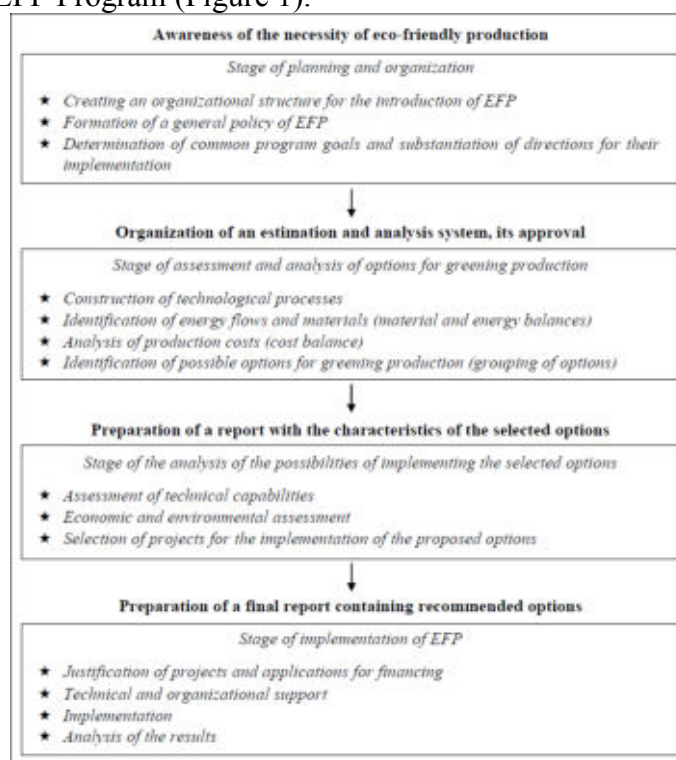 EFP Program (Figure 1).
Awareness of the necessity of eco-friendly production
Stage of planning and organization
★ Creating an organizational structure for the introduction of EFP
★ Formation of a general policy of EFP
★ Determination of common program goals and substantiation of directions for their
implementation
Organization of an estimation and analysis system, its approval
Stage of assessment and analysis of options for greening production
★ Construction of technological processes
★ Identification of energy flows and materials (material and energy balances)
★ Analysis of production costs (cost balance)
★ Identification of possible options for greening production (grouping of options)
Preparation of a report with the characteristics of the selected options
Stage of the analysis of the possibilities of implementing the selected options
★ Assessment of technical capabilities
★ Economic and environmental assessment
★ Selection of projects for the implementation of the proposed options
Preparation of a final report containing recommended options
Stage of implementation of EFP
★ Justification of projects and applications for financing
★ Technical and organizational support
★ Implementation
★ Analysis of the results